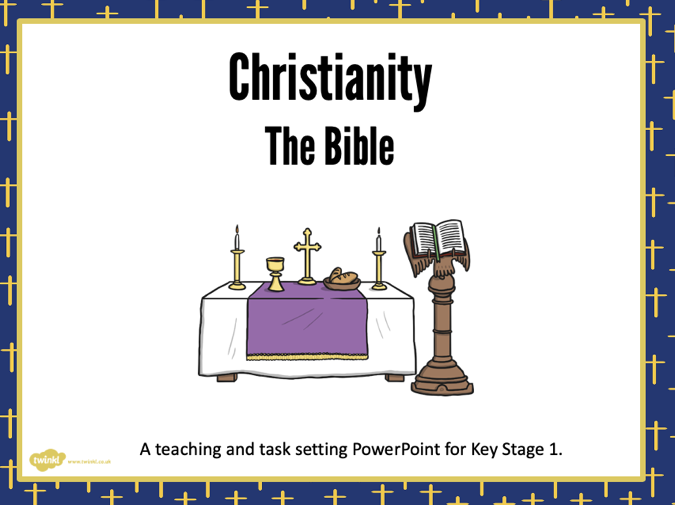 Christianity
The Bible
A teaching and task setting PowerPoint for Key Stage 1.
twinkl
www.twinkl.co.uk